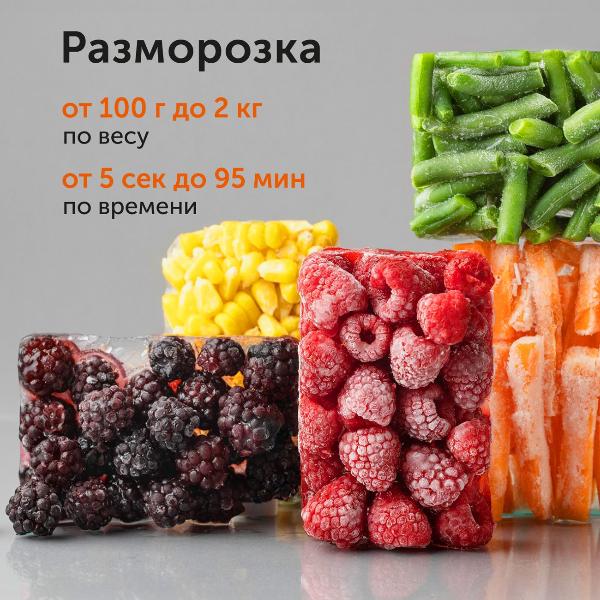 Разморозка
от 100 г до 2 кг
по весу
от 5 сек до 95 мин
по времени